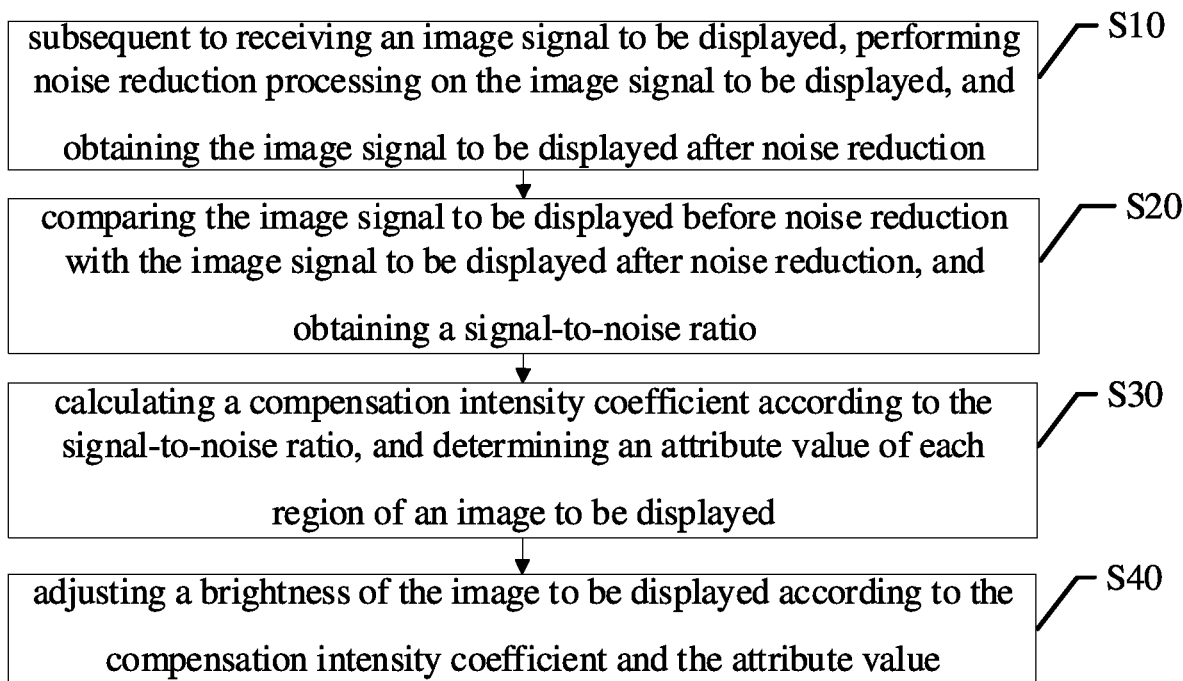 subsequent to receiving an image signal to be displayed, performing
noise reduction processing on the image signal to be displayed, and
obtaining the image signal to be displayed after noise reduction
S10
comparing the image signal to be displayed before noise reduction
with the image signal to be displayed after noise reduction, and
obtaining a signal-to-noise ratio
S20
calculating a compensation intensity coefficient according to the
signal-to-noise ratio, and determining an attribute value of each
region of an image to be displayed
S30
adjusting a brightness of the image to be displayed according to the
compensation intensity coefficient and the attribute value
S40